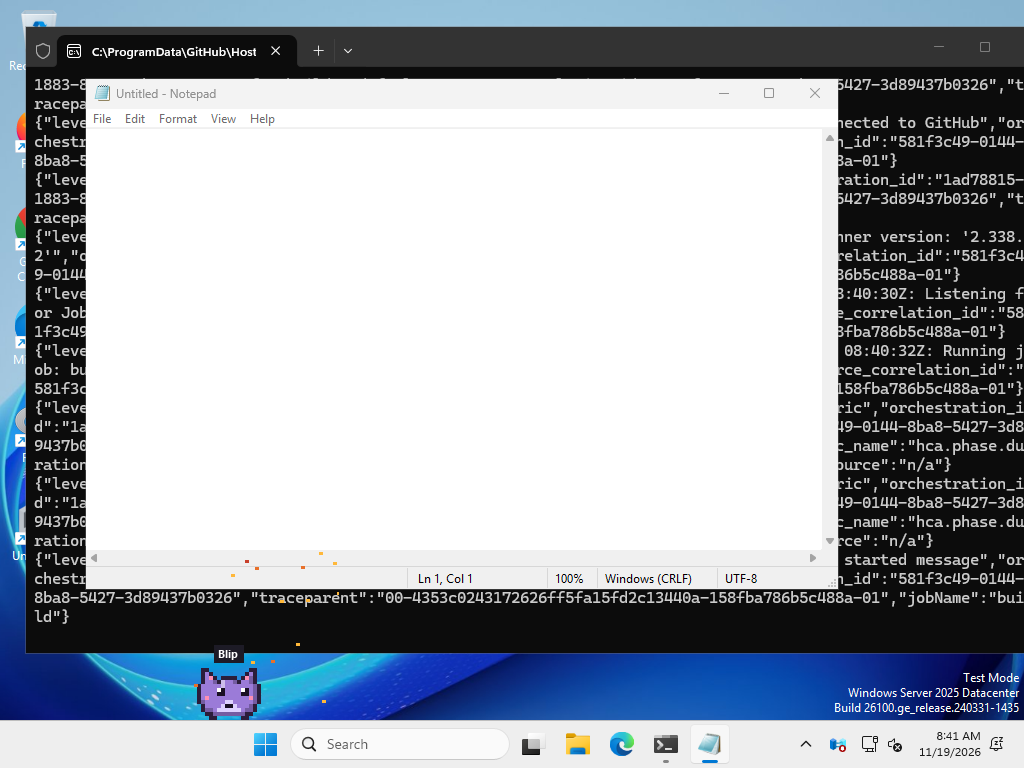 C:\ProgramData\GitHub\Host
Untitled - Notepad
File Edit Format View Help
1883-8
5427-3d89437b0326","t
racepa
{"leve
nected to GitHub","or
chestr
n_id":"581f3c49-0144-
8ba8-5
8a-01"}
{"leve
ration_id":"1ad78815-
1883-8
5427-3d89437b0326","t
racepa
{"leve
nner version: '2.338.
2'","o
relation_id":"581f3c4
9-0144
86b5c488a-01"}
{"leve
8:40:30Z: Listening f
or Job
e_correlation_id":"58
1f3c49
8fba786b5c488a-01"}
{"leve
08:40:32Z: Running j
ob: bu
rce_correlation_id":"
581f3c
158fba786b5c488a-01"}
{"leve
ric","orchestration_i
d":"1a
49-0144-8ba8-5427-3d8
9437b0
c_name":"hca.phase.du
ration
ource":"n/a"}
{"leve
ric","orchestration_i
d":"1a
49-0144-8ba8-5427-3d8
9437b0
c_name":"hca.phase.du
ration
rce":"n/a"}
{"leve
started message","or
chestr
n_id":"581f3c49-0144-
8ba8-5427-3d89437b0326","traceparent":"00-4353c0243172626ff5fa15fd2c13440a-158fba786b5c488a-01","jobName":"bui
ld"}
Ln 1, Col 1 100% Windows (CRLF) UTF-8
Blip
Test Mode
Windows Server 2025 Datacenter
Build 26100.ge_release.240331-1435
Search
8:41 AM
11/19/2026